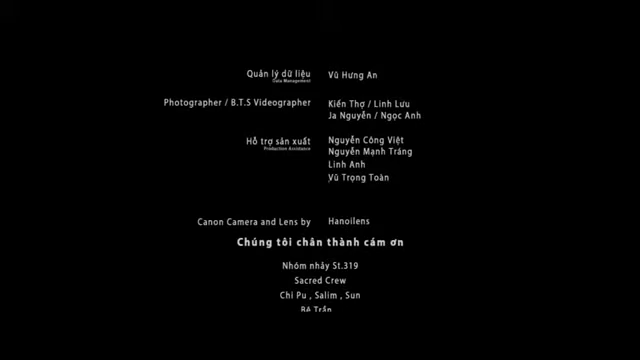 Quản lý dữ liệu Vũ Hưng An
Data Management
Photographer / B.T.S Videographer Kiến Thợ / Linh Lưu
Ja Nguyễn / Ngọc Anh
Hỗ trợ sản xuất Nguyễn Công Việt
Production Assistance Nguyễn Mạnh Tráng
Linh Anh
Vũ Trọng Toàn
Canon Camera and Lens by Hanoilens
Chúng tôi chân thành cám ơn
Nhóm nhảy St.319
Sacred Crew
Chi Pu , Salim , Sun
Bê Trần